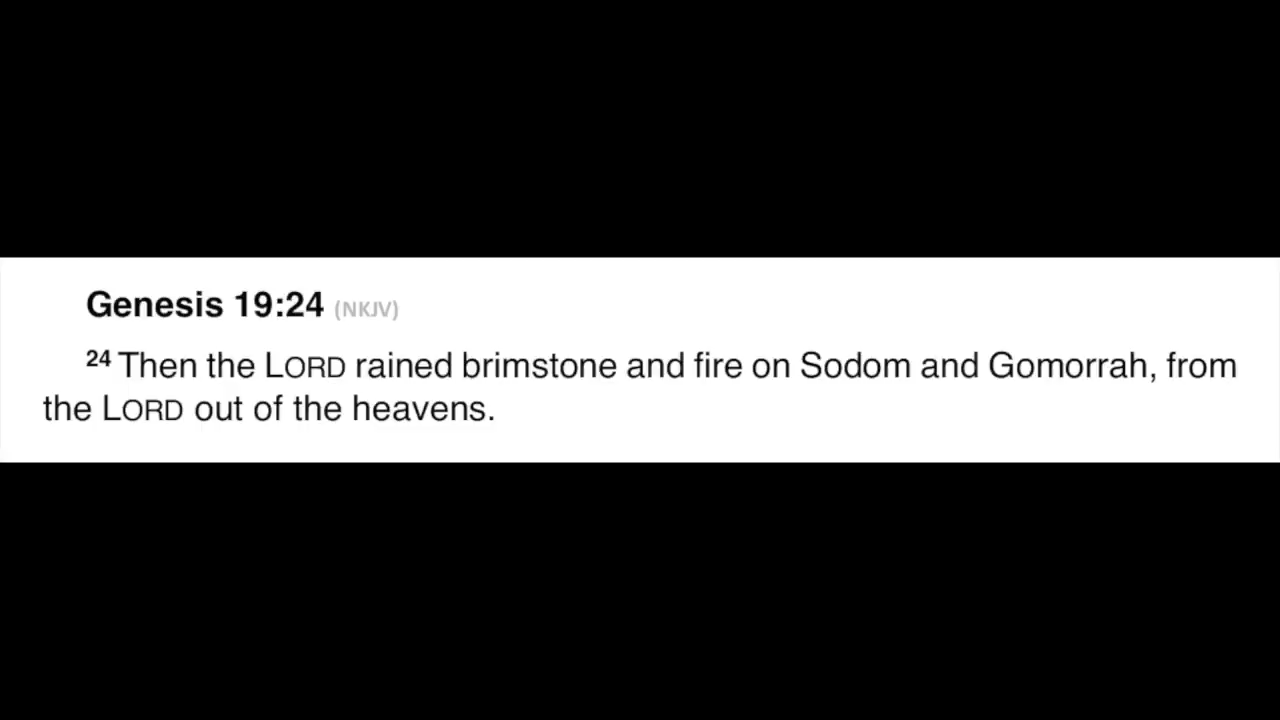 Genesis 19:24 (NKJV)
24 Then the LORD rained brimstone and fire on Sodom and Gomorrah, from
the LORD out of the heavens.